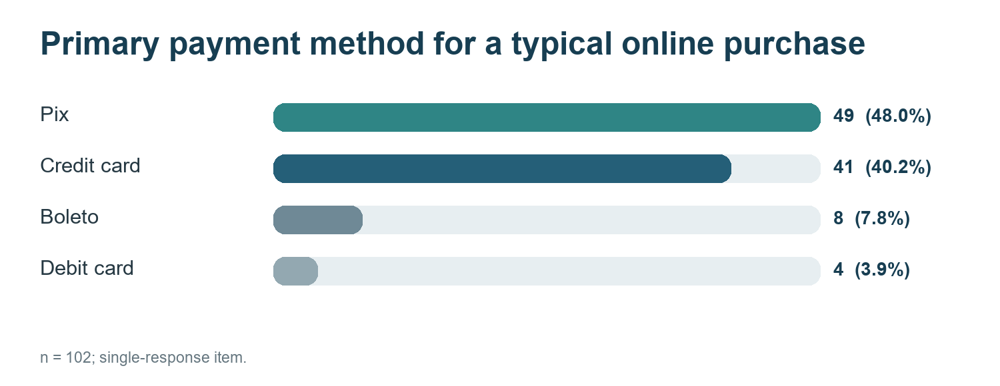 Primary payment method for a typical online purchase
Pix 49 (48.0%)
Credit card 41 (40.2%)
Boleto 8 (7.8%)
Debit card 4 (3.9%)
n = 102; single-response item.